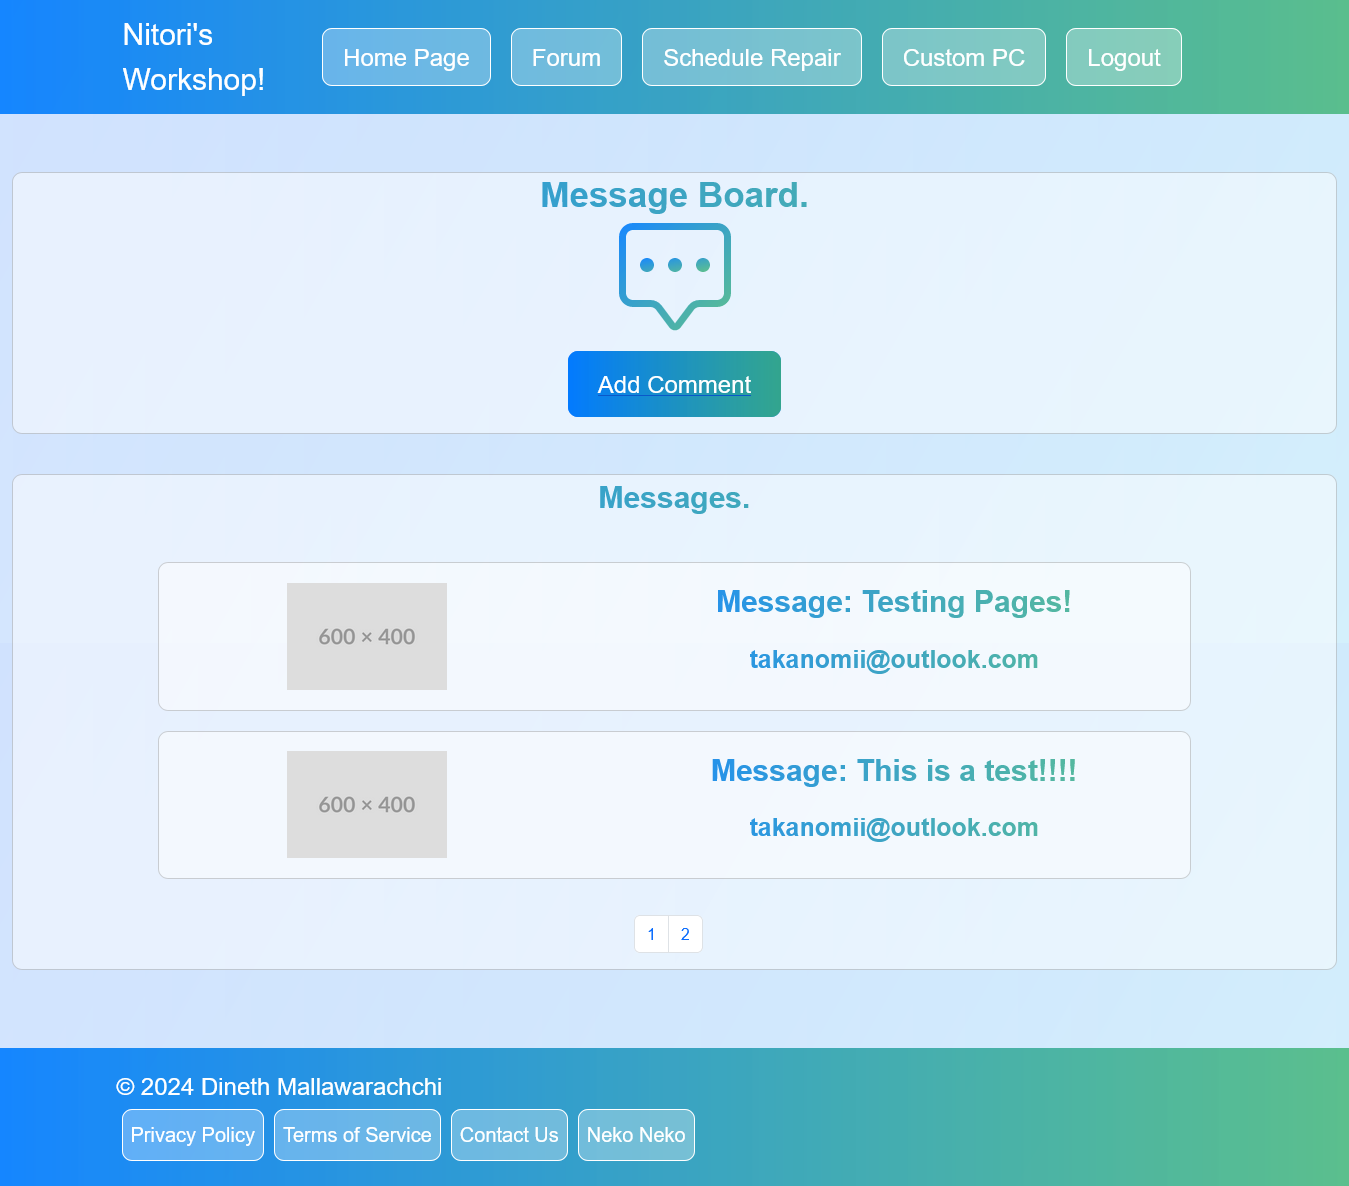 Nitori's
Workshop!
Home Page
Forum
Schedule Repair
Custom PC
Logout
Message Board.
Add Comment
Messages.
600 × 400
Message: Testing Pages!
takanomii@outlook.com
600 × 400
Message: This is a test!!!!
takanomii@outlook.com
1
2
© 2024 Dineth Mallawarachchi
Privacy Policy
Terms of Service
Contact Us
Neko Neko